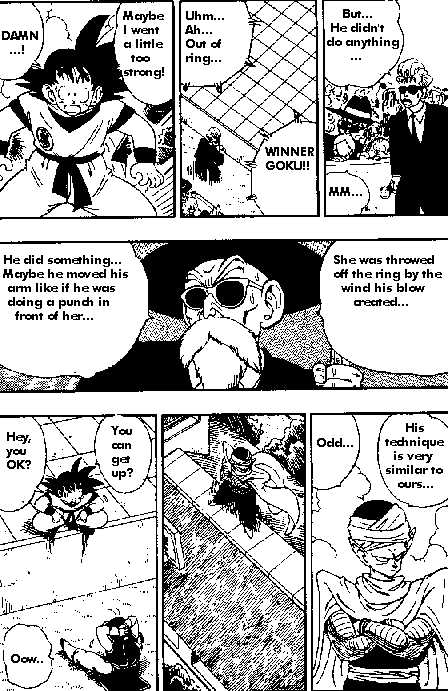 DAMN
...!
Maybe
I went
a little
too
strong!
Uhm...
Ah...
Out of
ring...
WINNER
GOKU!!
But...
He didn't
do anything
...
MM...
He did something...
Maybe he moved his
arm like if he was
doing a punch in
front of her...
She was throwed
off the ring by the
wind his blow
created...
Hey,
you
OK?
You
can
get
up?
Oow..
Odd...
His
technique
is very
similar to
ours...